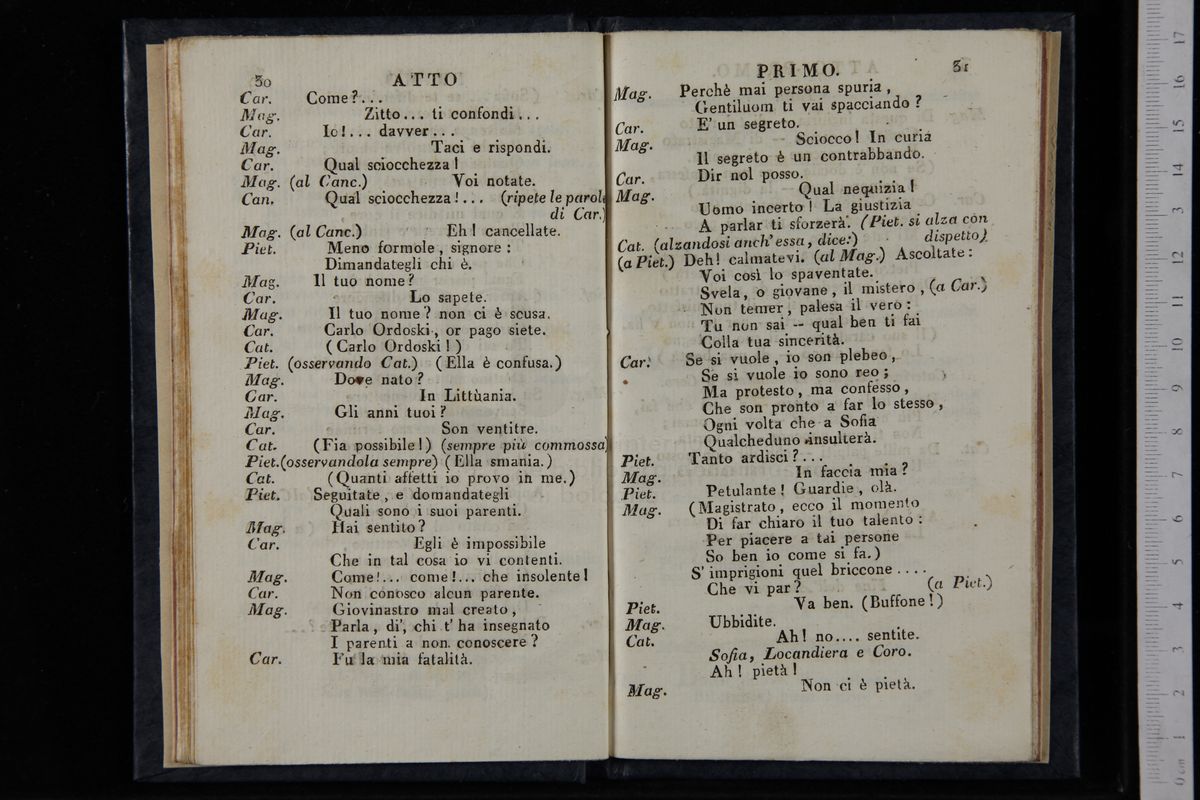 30 ATTO
Car. Come?...
Mag. Zitto... ti confondi...
Car. Io!... davver...
Mag. Taci e rispondi.
Car. Qual sciocchezza!
Mag. (al Canc.) Voi notate.
Can. Qual sciocchezza!... (ripete le parole
di Car.)
Mag. (al Canc.) Eh! cancellate.
Piet. Meno formole, signore:
Dimandategli chi è.
Mag. Il tuo nome?
Car. Lo sapete.
Mag. Il tuo nome? non ci è scusa.
Car. Carlo Ordoski, or pago siete.
Cat. (Carlo Ordoski!)
Piet. (osservando Cat.) (Ella è confusa.)
Mag. Dove nato?
Car. In Littùania.
Mag. Gli anni tuoi?
Car. Son ventitre.
Cat. (Fia possibile!) (sempre più commossa)
Piet. (osservandola sempre) (Ella smania.)
Cat. (Quanti affetti io provo in me.)
Piet. Seguitate, e domandategli
Quali sono i suoi parenti.
Mag. Hai sentito?
Car. Egli è impossibile
Che in tal cosa io vi contenti.
Mag. Come!... come!... che insolente!
Car. Non conosco alcun parente.
Mag. Giovinastro mal creato,
Parla, di', chi t' ha insegnato
I parenti a non conoscere?
Car. Fu la mia fatalità.
PRIMO. 31
Mag. Perchè mai persona spuria,
Gentiluom ti vai spacciando?
Car. E' un segreto.
Mag. Sciocco! In curia
Il segreto è un contrabbando.
Car. Dir nol posso.
Mag. Qual nequizia!
Uomo incerto! La giustizia
A parlar ti sforzerà. (Piet. si alza con
Cat. (alzandosi anch' essa, dice:) dispetto)
(a Piet.) Deh! calmatevi. (al Mag.) Ascoltate:
Voi così lo spaventate.
Svela, o giovane, il mistero, (a Car.)
Non temer, palesa il vero:
Tu non sai -- qual ben ti fai
Colla tua sincerità.
Car. Se si vuole, io son plebeo,
Se si vuole io sono reo;
Ma protesto, ma confesso,
Che son pronto a far lo stesso,
Ogni volta che a Sofia
Qualcheduno insulterà.
Piet. Tanto ardisci?...
Mag. In faccia mia?
Piet. Petulante! Guardie, olà.
Mag. (Magistrato, ecco il momento
Di far chiaro il tuo talento:
Per piacere a tai persone
So ben io come si fa.)
S' imprigioni quel briccone....
Che vi par? (a Piet.)
Piet. Va ben. (Buffone!)
Mag. Ubbidite.
Cat. Ah! no.... sentite.
Sofia, Locandiera e Coro.
Ah! pietà!
Mag. Non ci è pietà.